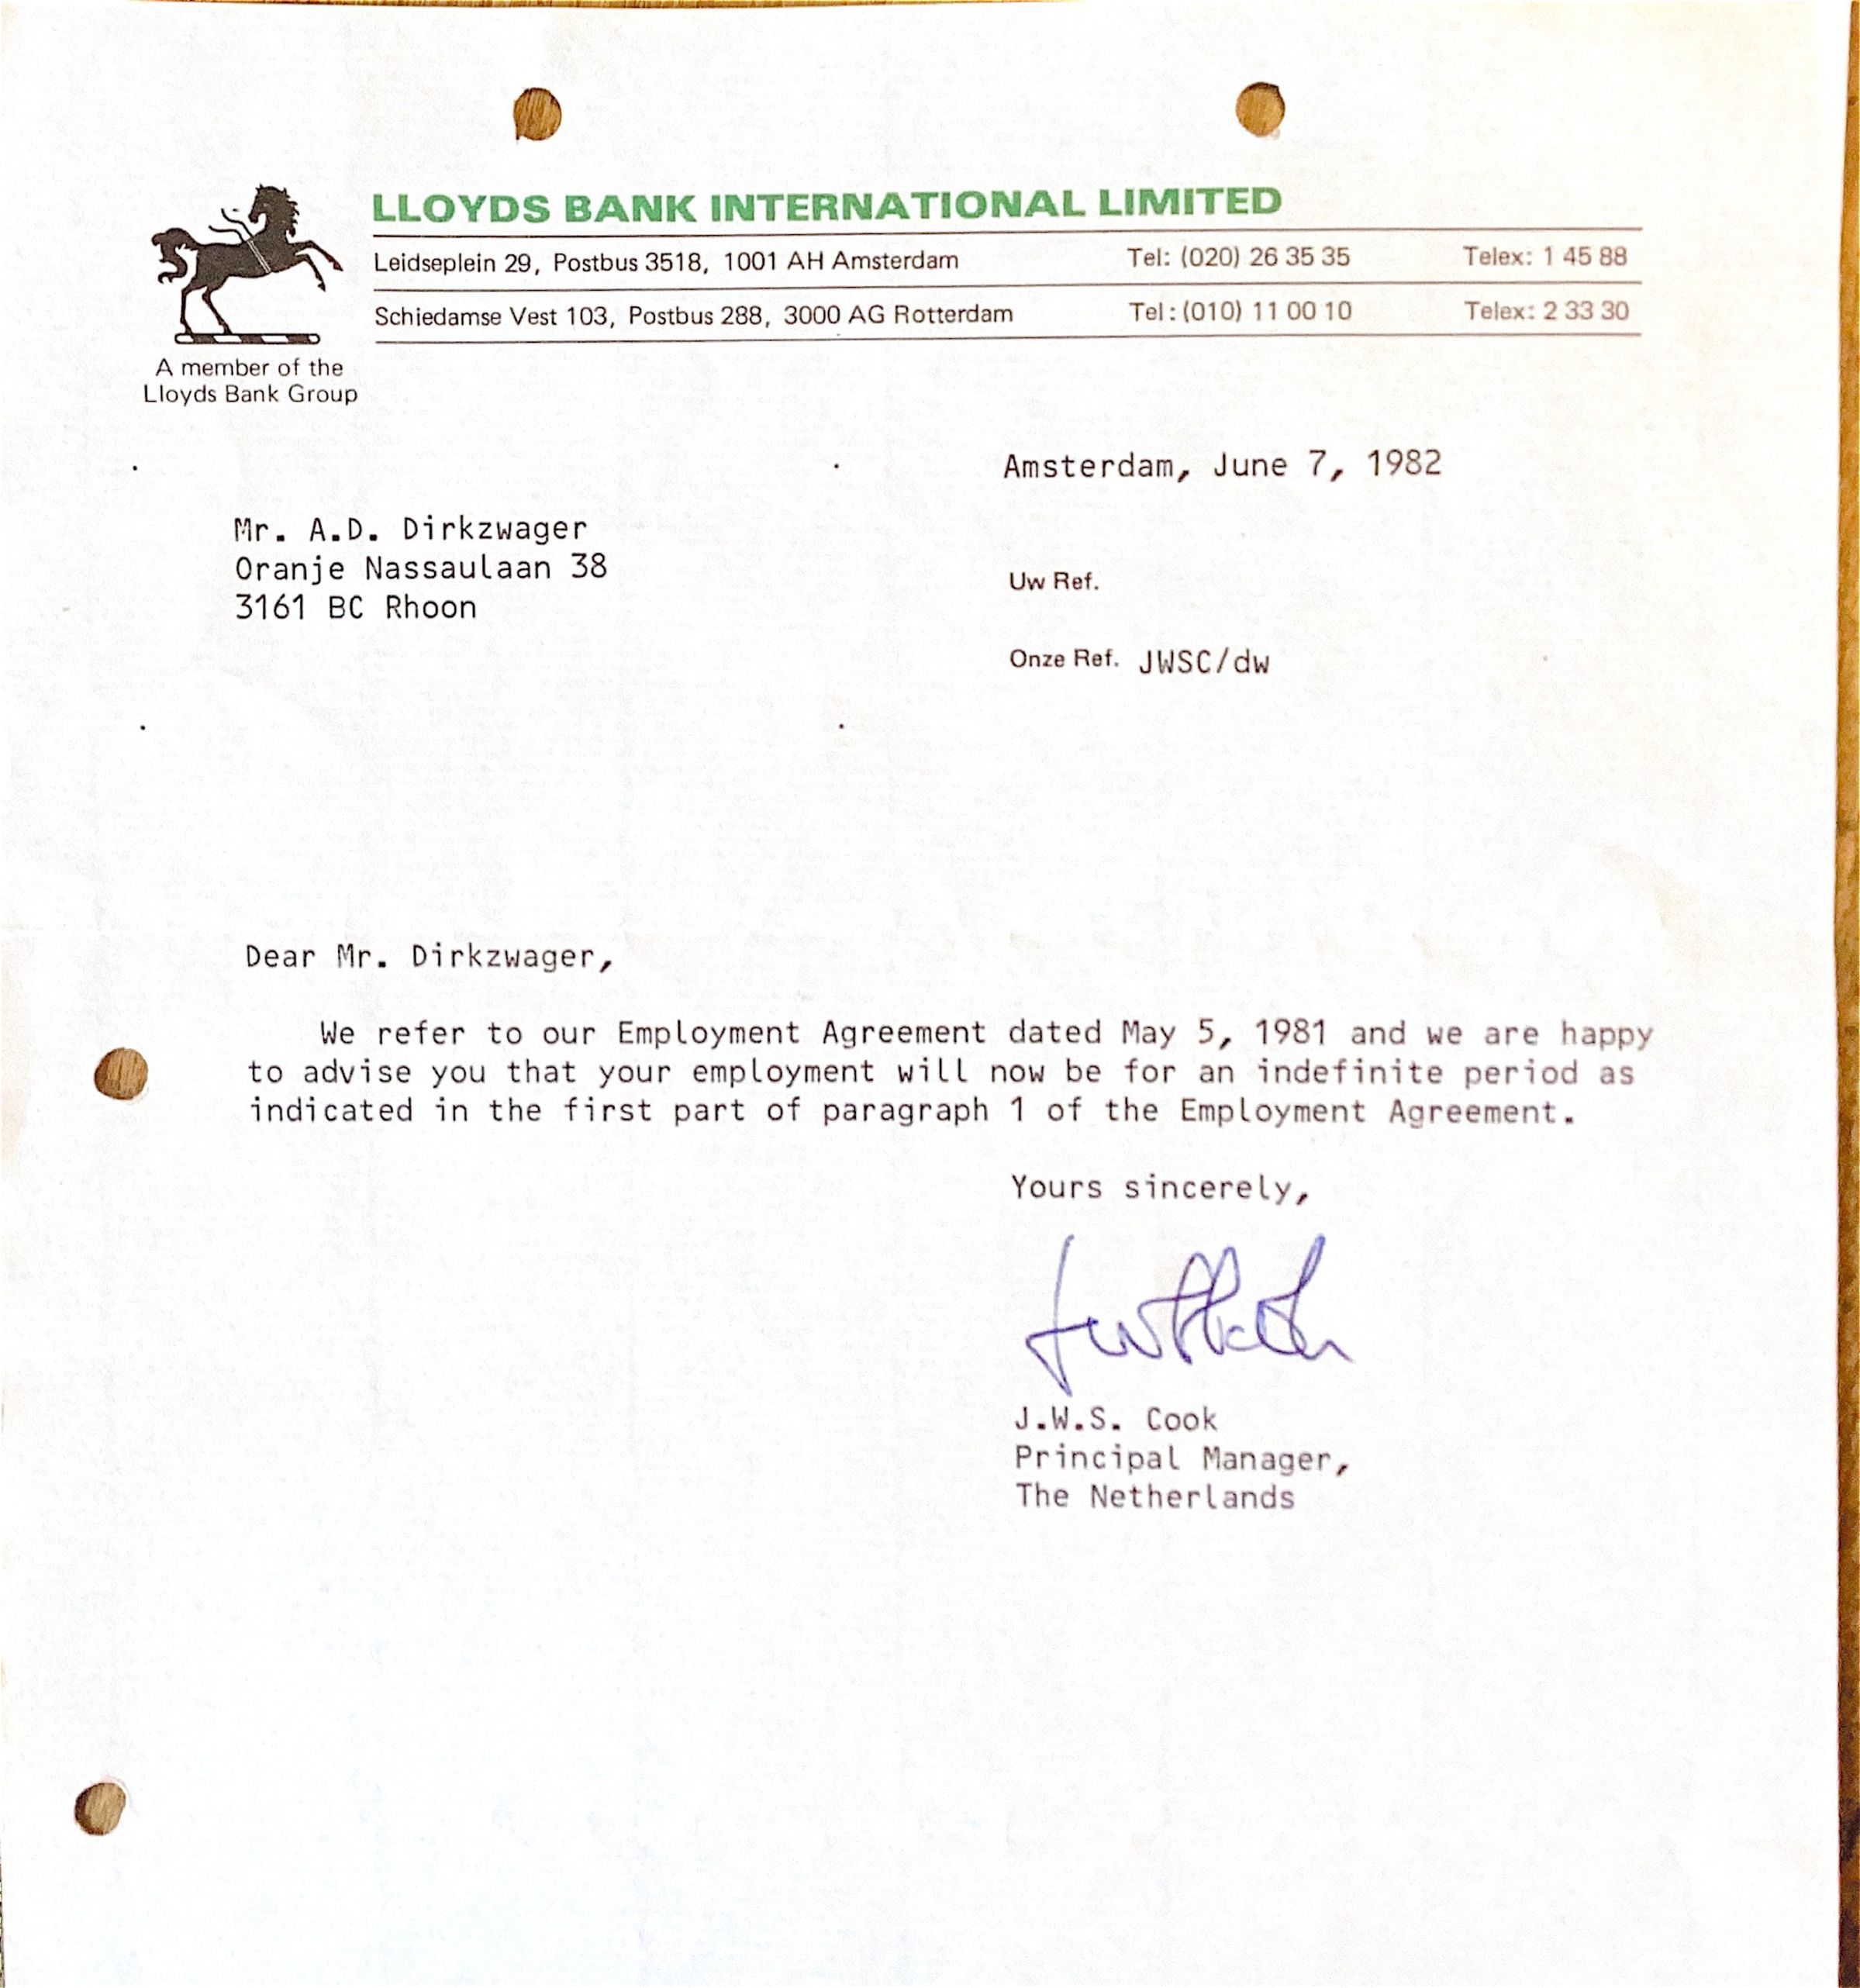 LLOYDS BANK INTERNATIONAL LIMITED
Leidseplein 29, Postbus 3518, 1001 AH Amsterdam Tel: (020) 26 35 35 Telex: 1 45 88
Schiedamse Vest 103, Postbus 288, 3000 AG Rotterdam Tel: (010) 11 00 10 Telex: 2 33 30
A member of the
Lloyds Bank Group
Amsterdam, June 7, 1982
Mr. A.D. Dirkzwager
Oranje Nassaulaan 38
3161 BC Rhoon
Uw Ref.
Onze Ref. JWSC/dw
Dear Mr. Dirkzwager,
We refer to our Employment Agreement dated May 5, 1981 and we are happy
to advise you that your employment will now be for an indefinite period as
indicated in the first part of paragraph 1 of the Employment Agreement.
Yours sincerely,
J.W.S. Cook
Principal Manager,
The Netherlands